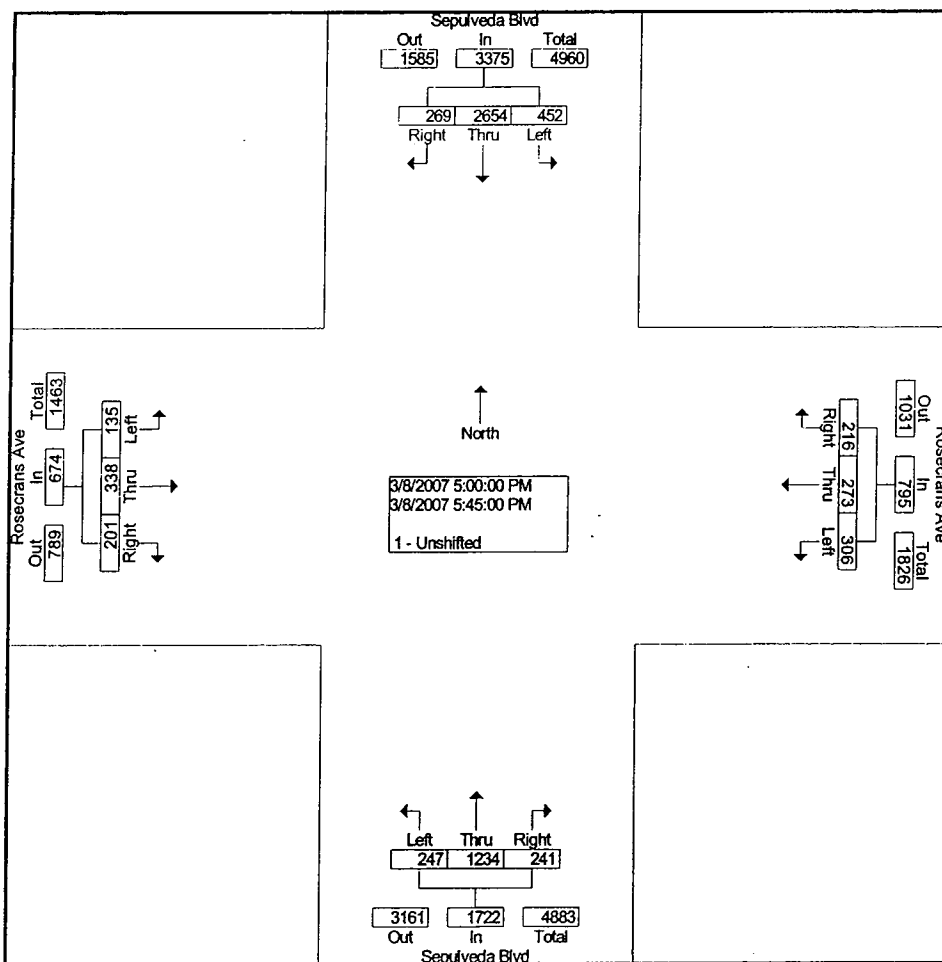 Sepulveda Blvd
Out In Total
1585 3375 4960
269 2654 452
Right Thru Left
Rosecrans Ave
Total In Out
1463 674 789
135 338 201
Left Thru Right
North
3/8/2007 5:00:00 PM
3/8/2007 5:45:00 PM
1 - Unshifted
Right Thru Left
216 273 306
Out In Total
1031 795 1826
Rosecrans Ave
Left Thru Right
247 1234 241
3161 1722 4883
Out In Total
Sepulveda Blvd